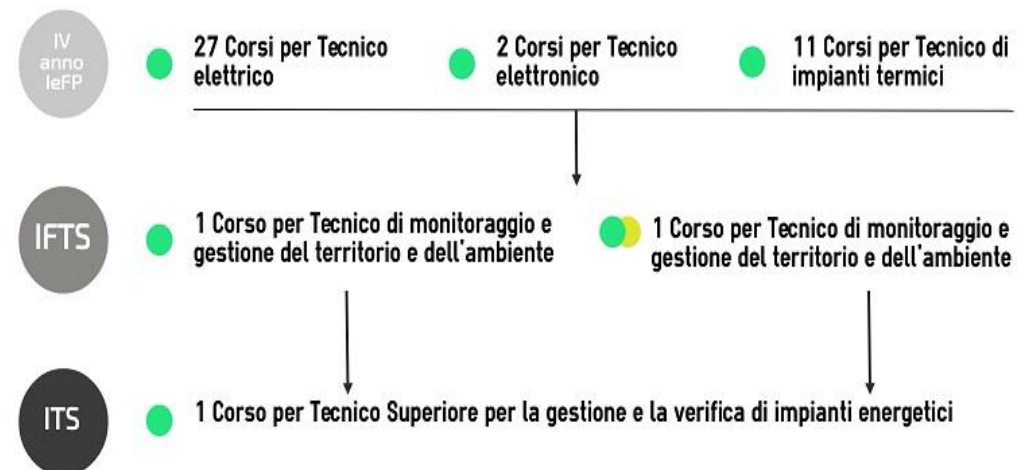 IV
anno
IeFP
27 Corsi per Tecnico
elettrico
2 Corsi per Tecnico
elettronico
11 Corsi per Tecnico di
impianti termici
IFTS
1 Corso per Tecnico di monitoraggio e
gestione del territorio e dell'ambiente
1 Corso per Tecnico di monitoraggio e
gestione del territorio e dell'ambiente
ITS
1 Corso per Tecnico Superiore per la gestione e la verifica di impianti energetici